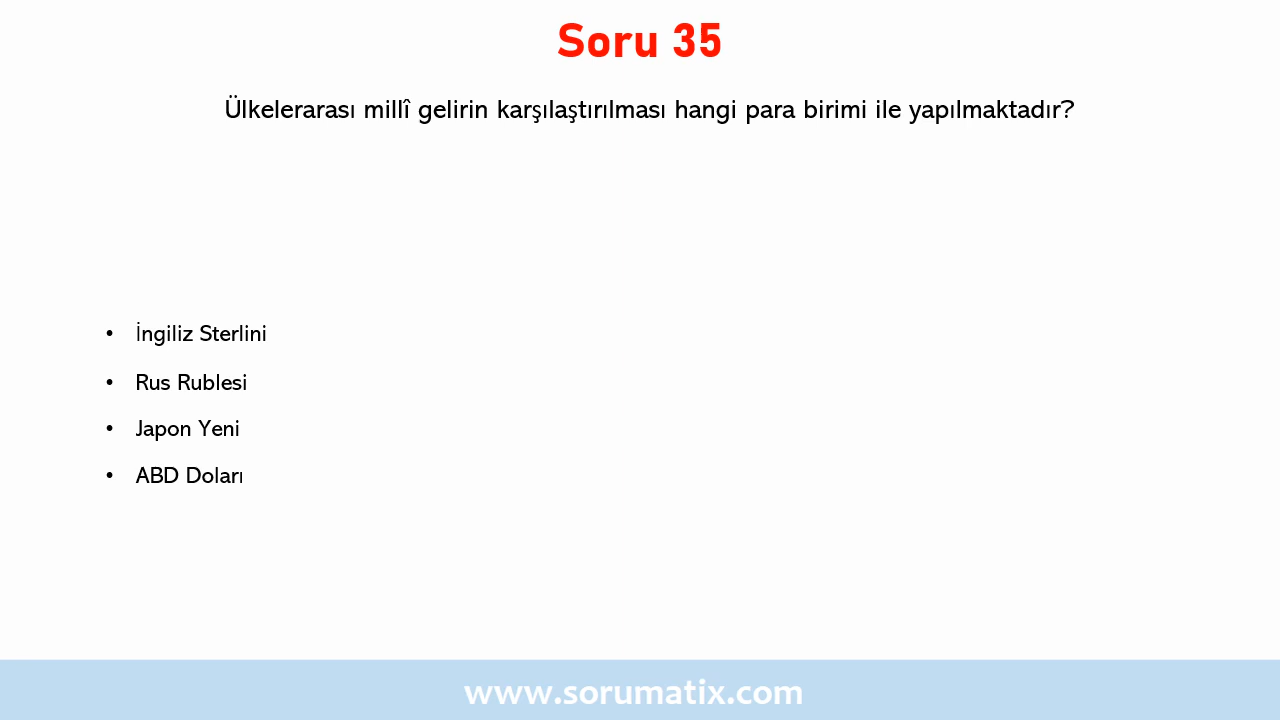 Soru 35
Ülkelerarası millî gelirin karşılaştırılması hangi para birimi ile yapılmaktadır?
• İngiliz Sterlini
• Rus Rublesi
• Japon Yeni
• ABD Doları
www.sorumatix.com